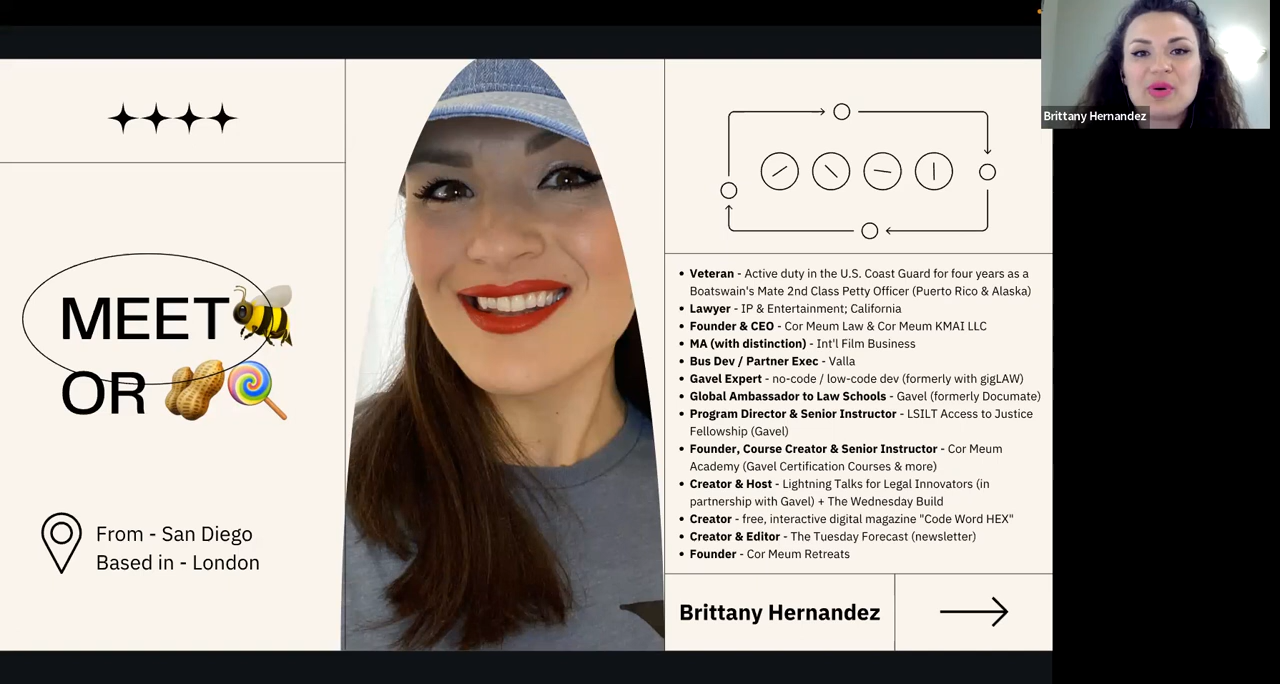 MEET
OR
From - San Diego
Based in - London
Veteran - Active duty in the U.S. Coast Guard for four years as a
Boatswain's Mate 2nd Class Petty Officer (Puerto Rico & Alaska)
Lawyer - IP & Entertainment; California
Founder & CEO - Cor Meum Law & Cor Meum KMAI LLC
MA (with distinction) - Int'l Film Business
Bus Dev / Partner Exec - Valla
Gavel Expert - no-code / low-code dev (formerly with gigLAW)
Global Ambassador to Law Schools - Gavel (formerly Documate)
Program Director & Senior Instructor - LSILT Access to Justice
Fellowship (Gavel)
Founder, Course Creator & Senior Instructor - Cor Meum
Academy (Gavel Certification Courses & more)
Creator & Host - Lightning Talks for Legal Innovators (in
partnership with Gavel) + The Wednesday Build
Creator - free, interactive digital magazine "Code Word HEX"
Creator & Editor - The Tuesday Forecast (newsletter)
Founder - Cor Meum Retreats
Brittany Hernandez
Brittany Hernandez